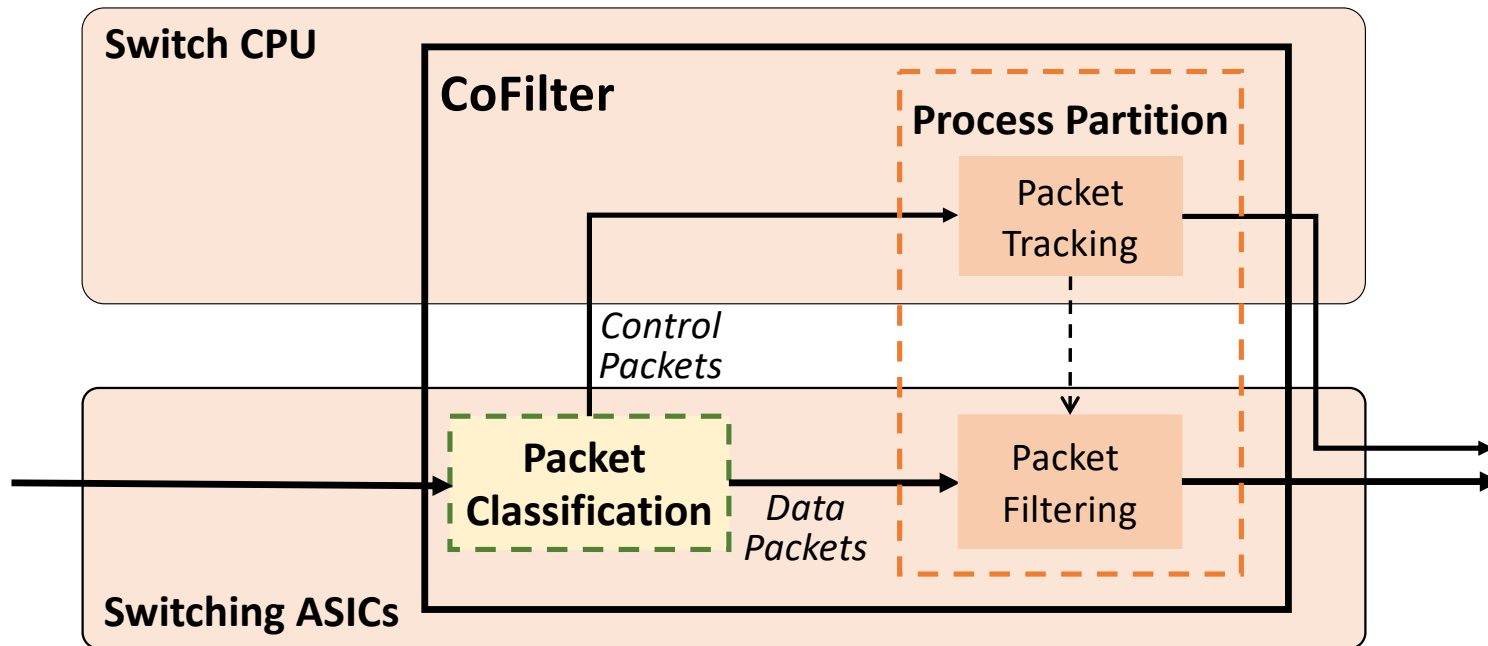 Switch CPU
CoFilter
Process Partition
Packet
Tracking
Control
Packets
Packet
Classification
Data
Packets
Packet
Filtering
Switching ASICs